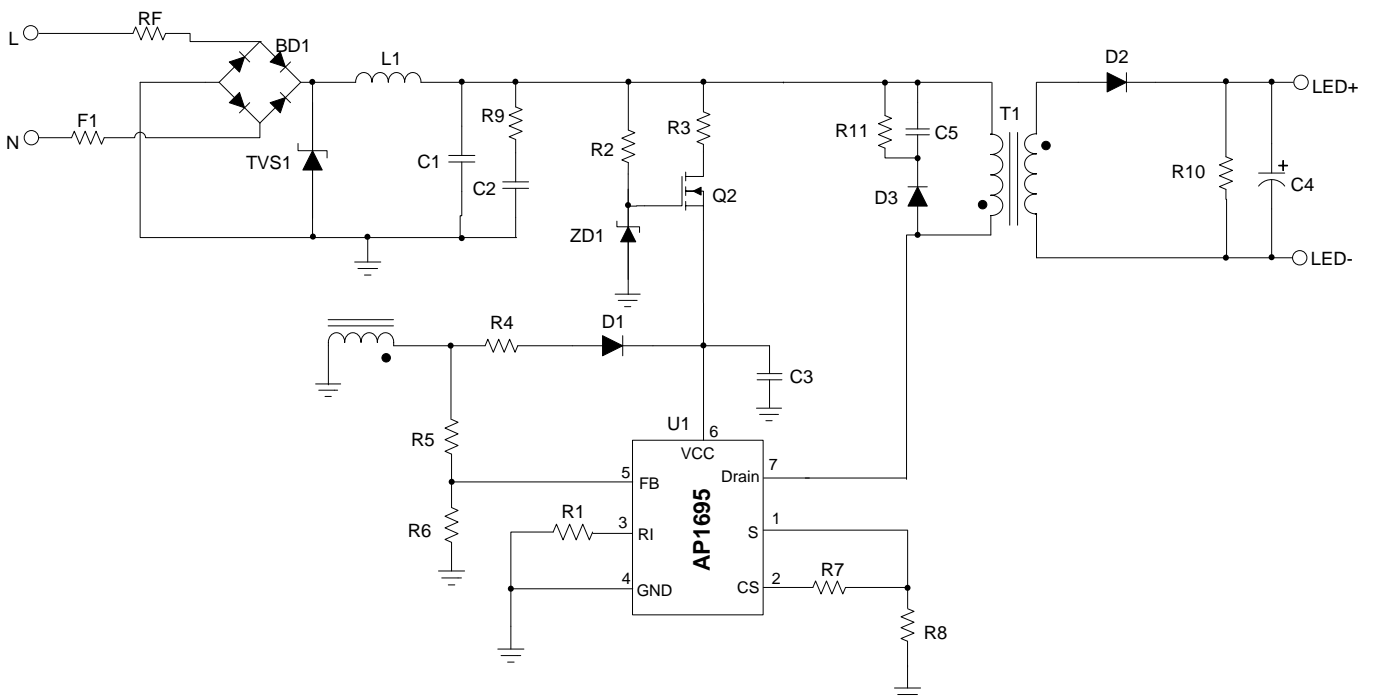 RF
L
BD1
L1
D2
LED+
F1
N
TVS1
C1
R9
C2
R2
R3
Q2
ZD1
R11
C5
D3
T1
R10
+
C4
LED-
R4
D1
C3
U1
6
VCC
R5
5
FB
7
Drain
R6
R1
3
RI
AP1695
1
S
4
GND
2
CS
R7
R8